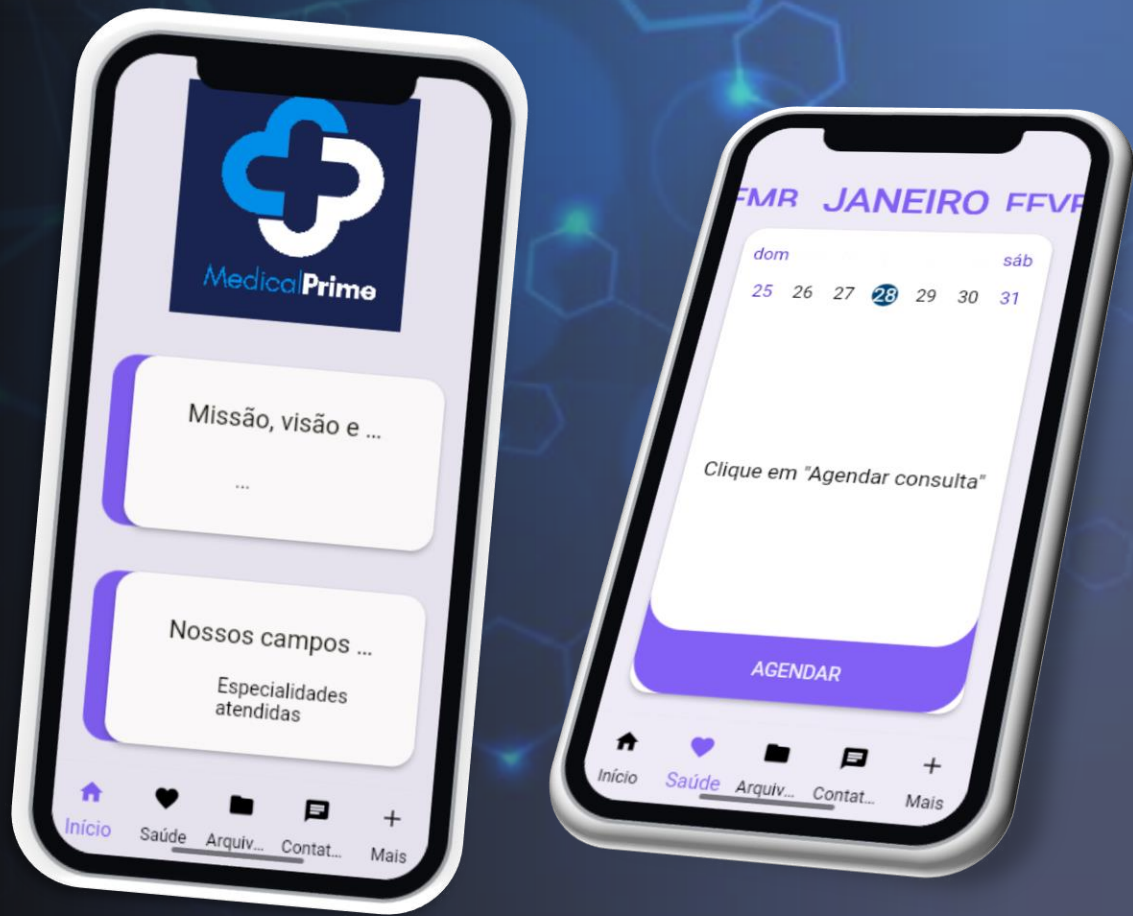 MedicalPrime
Missão, visão e ...
...
Nossos campos ...
Especialidades
atendidas
Início
Saúde
Arquiv...
Contat...
Mais
JANEIRO
dom
sáb
25 26 27 28 29 30 31
Clique em "Agendar consulta"
AGENDAR
Início
Saúde
Arquiv...
Contat...
Mais